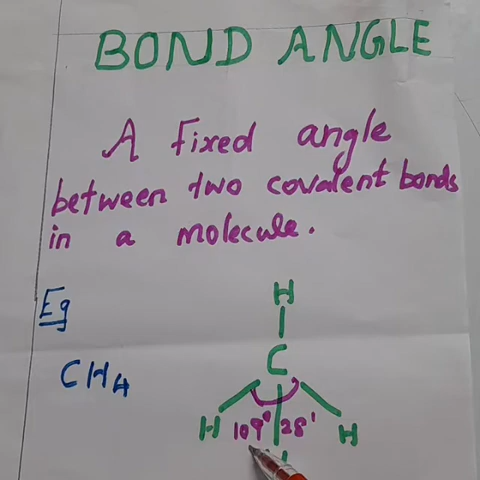 BOND ANGLE
A fixed angle
between two covalent bonds
in a molecule.
Eg
H
CH4
C
H 109° 28' H